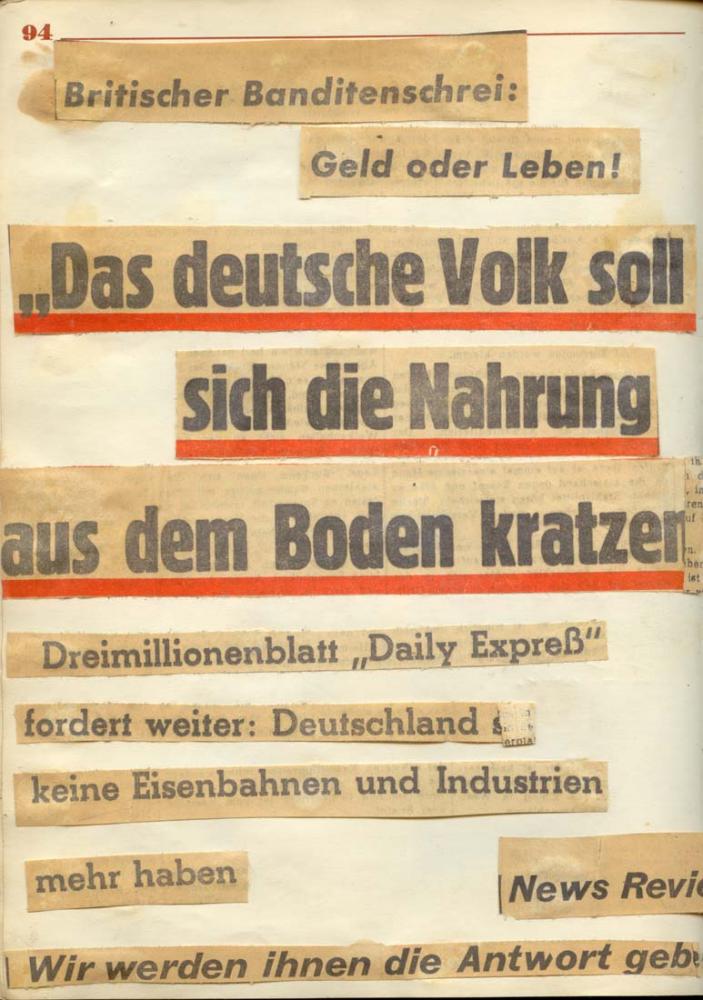 94
Britischer Banditenschrei:
Geld oder Leben!
„Das deutsche Volk soll
sich die Nahrung
aus dem Boden kratzen
Dreimillionenblatt „Daily Expreß“
fordert weiter: Deutschland
keine Eisenbahnen und Industrien
mehr haben
News Revie
Wir werden ihnen die Antwort geb